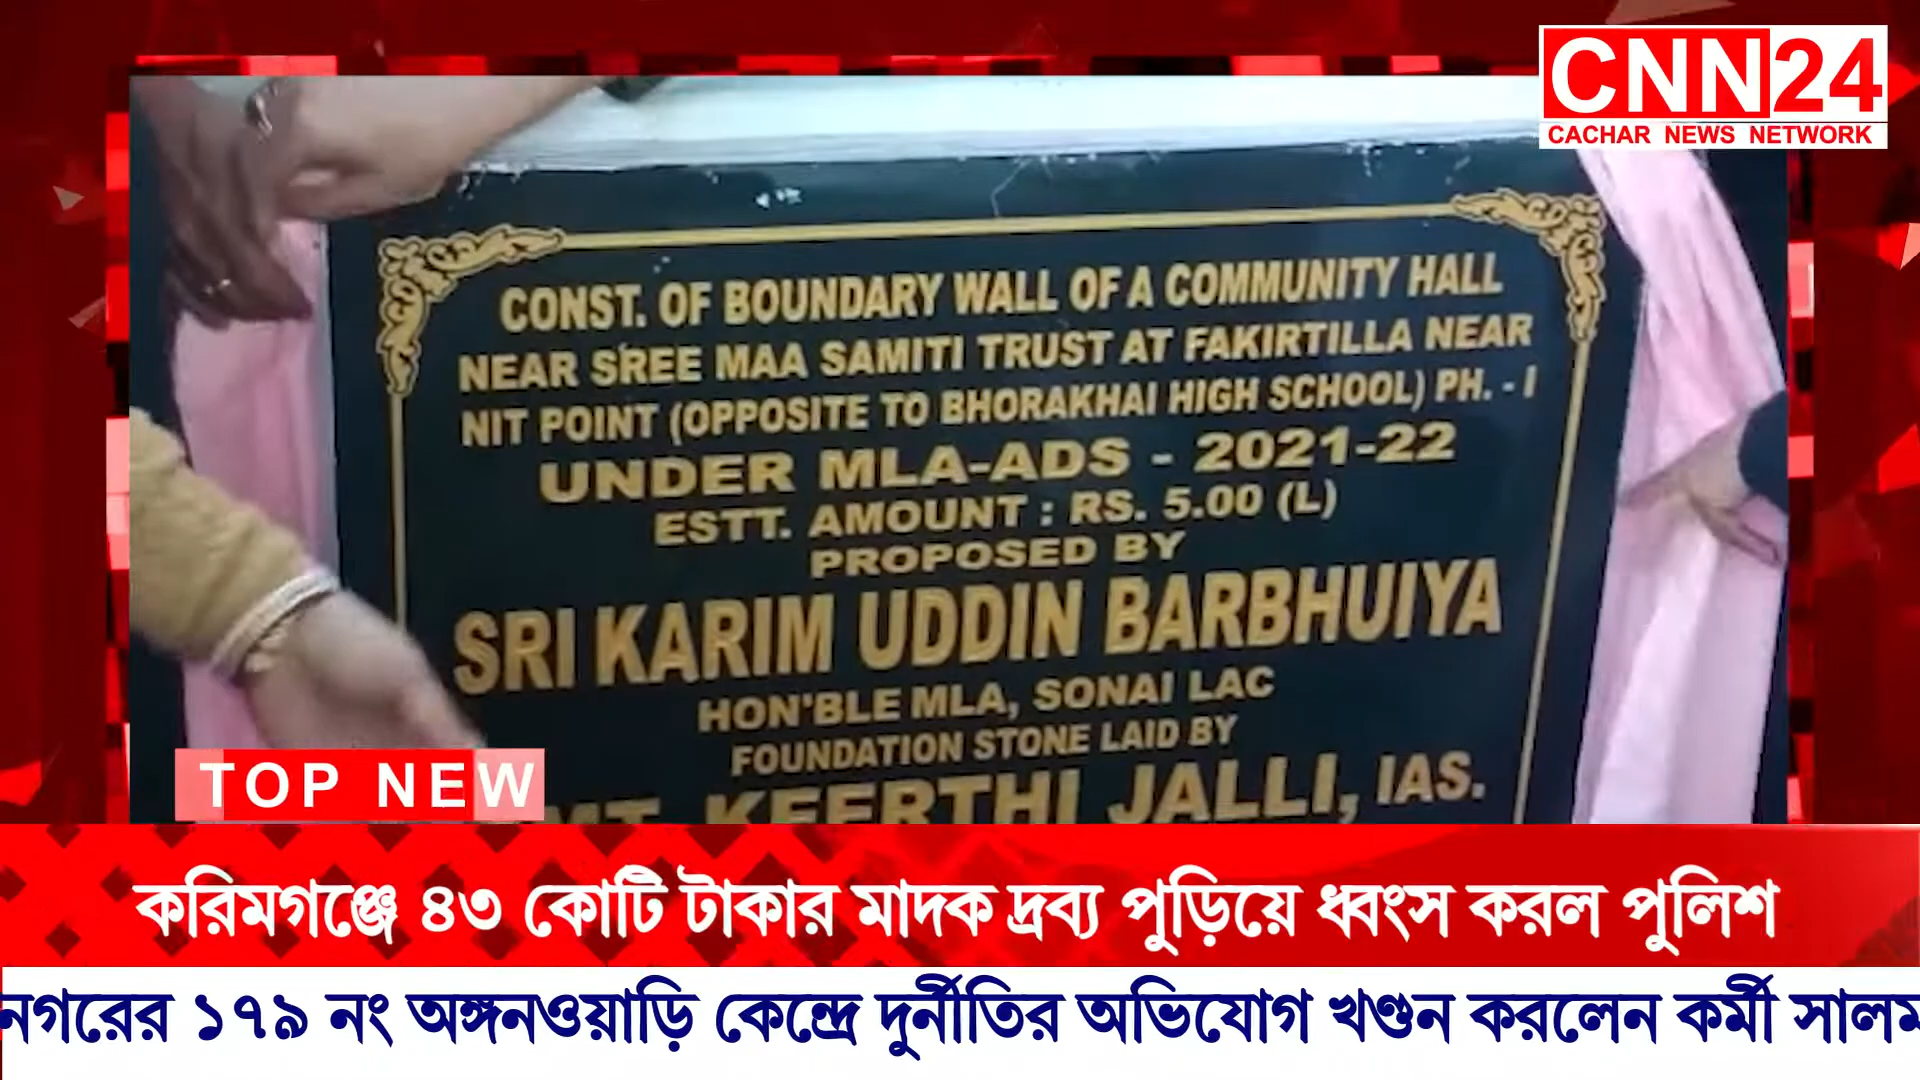 CNN24
CACHAR NEWS NETWORK
CONST. OF BOUNDARY WALL OF A COMMUNITY HALL
NEAR SREE MAA SAMITI TRUST AT FAKIRTILLA NEAR
NIT POINT (OPPOSITE TO BHORAKHAI HIGH SCHOOL) PH. - I
UNDER MLA-ADS - 2021-22
ESTT. AMOUNT : RS. 5.00 (L)
PROPOSED BY
SRI KARIM UDDIN BARBHUIYA
HON'BLE MLA, SONAI LAC
FOUNDATION STONE LAID BY
KEERTHI JALLI, IAS.
TOP NEW
করিমগঞ্জে ৪৩ কোটি টাকার মাদক দ্রব্য পুড়িয়ে ধ্বংস করল পুলিশ
নগরের ১৭৯ নং অঙ্গনওয়াড়ি কেন্দ্রে দুর্নীতির অভিযোগ খণ্ডন করলেন কর্মী সালম